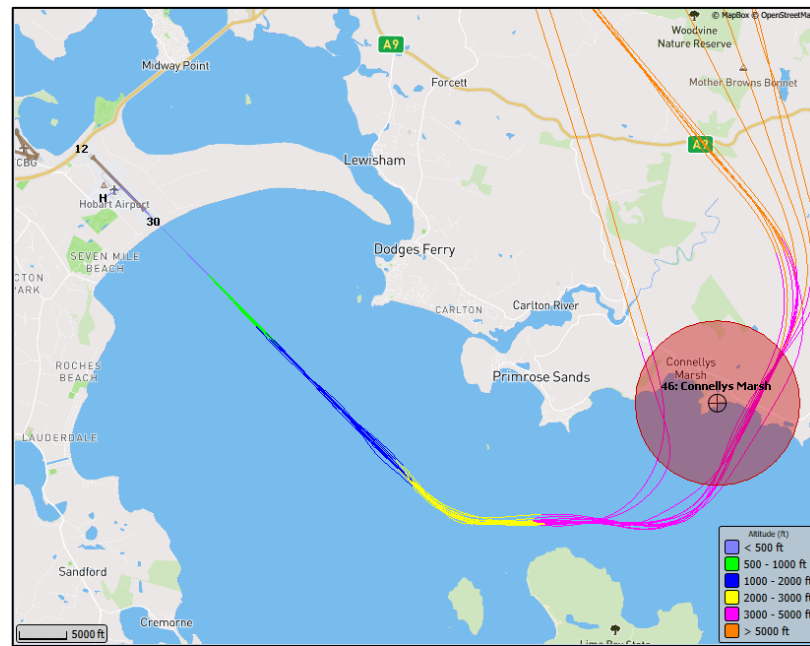 © MapBox © OpenStreetMa
Woodvine
Nature Reserve
A9
Midway Point
Forcett
Mother Browns Bonnet
CBG
12
A9
Lewisham
H
Hobart Airport
30
SEVEN MILE
BEACH
Dodges Ferry
CTON
PARK
CARLTON
Carlton River
ROCHES
BEACH
Primrose Sands
Connellys
Marsh
46: Connellys Marsh
LAUDERDALE
Sandford
Cremorne
Lime Bay State
5000 ft
Altitude (ft)
< 500 ft
500 - 1000 ft
1000 - 2000 ft
2000 - 3000 ft
3000 - 5000 ft
> 5000 ft